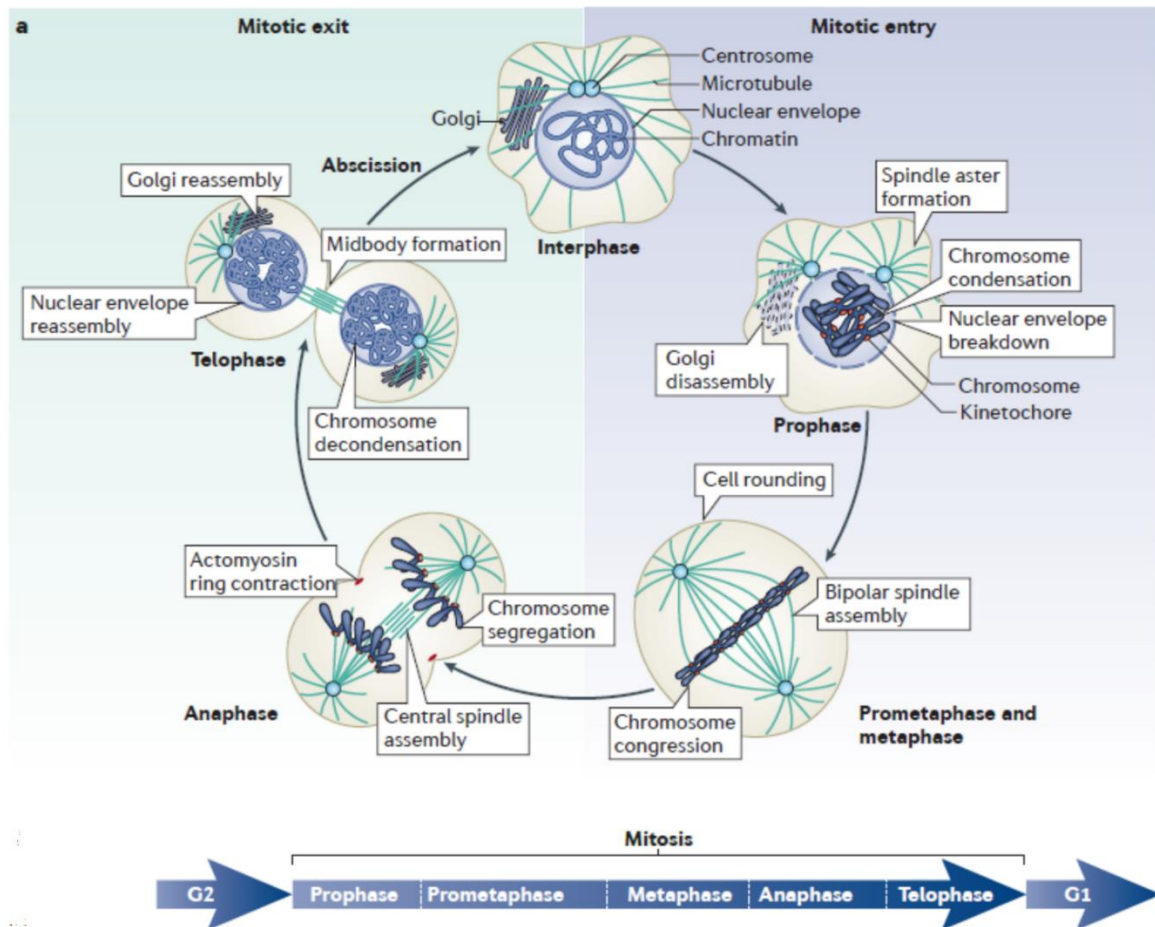 a
Mitotic exit
Mitotic entry
Centrosome
Microtubule
Nuclear envelope
Chromatin
Golgi
Interphase
Abscission
Golgi reassembly
Midbody formation
Nuclear envelope
reassembly
Telophase
Chromosome
decondensation
Spindle aster
formation
Chromosome
condensation
Nuclear envelope
breakdown
Golgi
disassembly
Chromosome
Kinetochore
Prophase
Cell rounding
Bipolar spindle
assembly
Chromosome
congression
Prometaphase and
metaphase
Actomyosin
ring contraction
Chromosome
segregation
Central spindle
assembly
Anaphase
Mitosis
G2
Prophase
Prometaphase
Metaphase
Anaphase
Telophase
G1